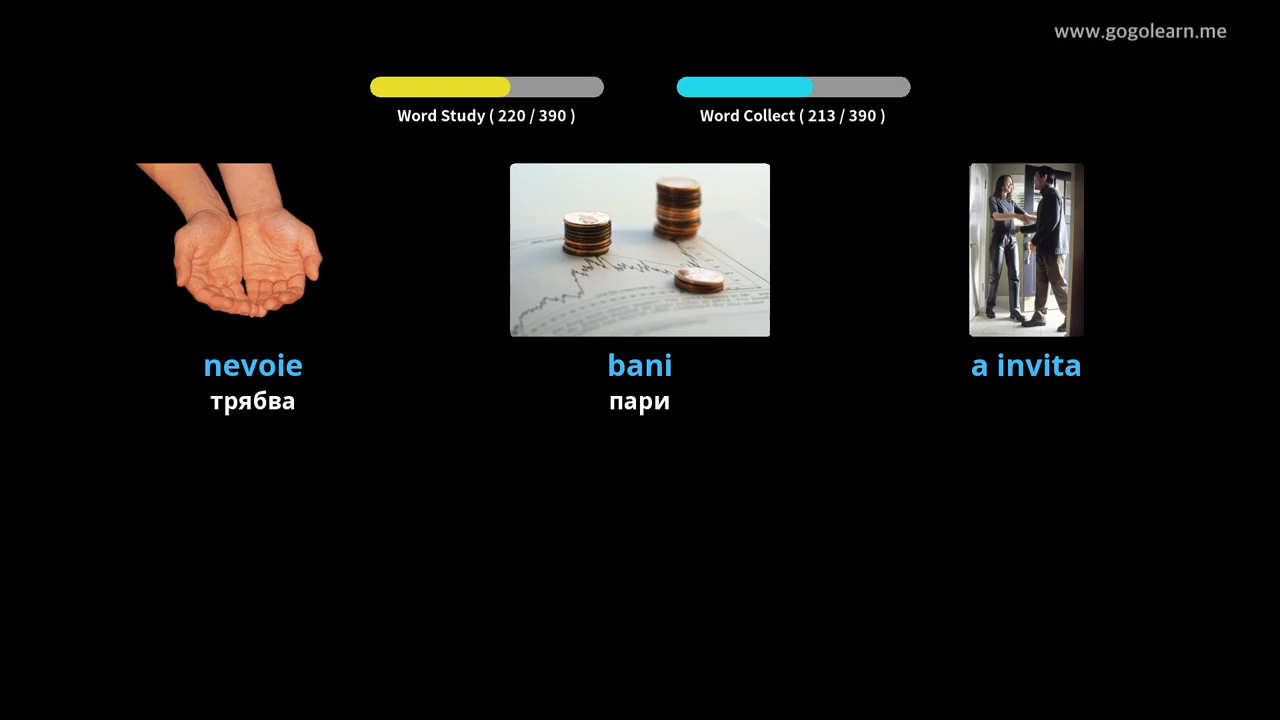 www.gogolearn.me
Word Study ( 220 / 390 )
Word Collect ( 213 / 390 )
nevoie
bani
a invita
трябва
пари